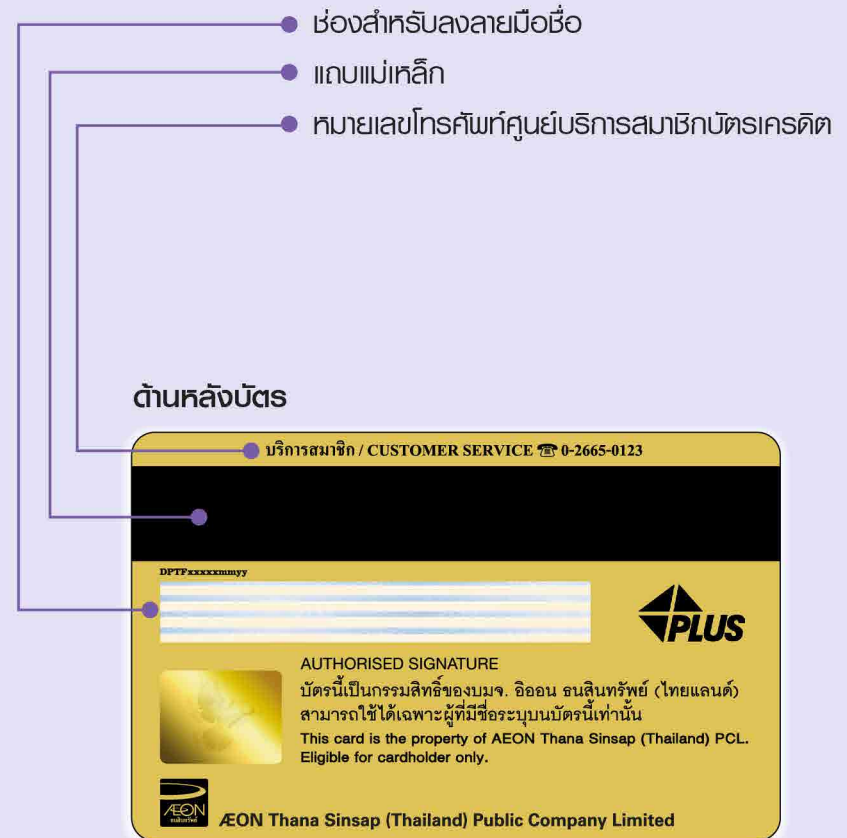 ช่องสำหรับลงลายมือชื่อ
แถบแม่เหล็ก
หมายเลขโทรศัพท์ศูนย์บริการสมาชิกบัตรเครดิต
ด้านหลังบัตร
บริการสมาชิก / CUSTOMER SERVICE ☎ 0-2665-0123
DPTFxxxxxmmyy
PLUS
AUTHORISED SIGNATURE
บัตรนี้เป็นกรรมสิทธิ์ของบมจ. อิออน ธนสินทรัพย์ (ไทยแลนด์)
สามารถใช้ได้เฉพาะผู้ที่มีชื่อระบุบนบัตรนี้เท่านั้น
This card is the property of AEON Thana Sinsap (Thailand) PCL.
Eligible for cardholder only.
ÆON
ธนสินทรัพย์
ÆON Thana Sinsap (Thailand) Public Company Limited